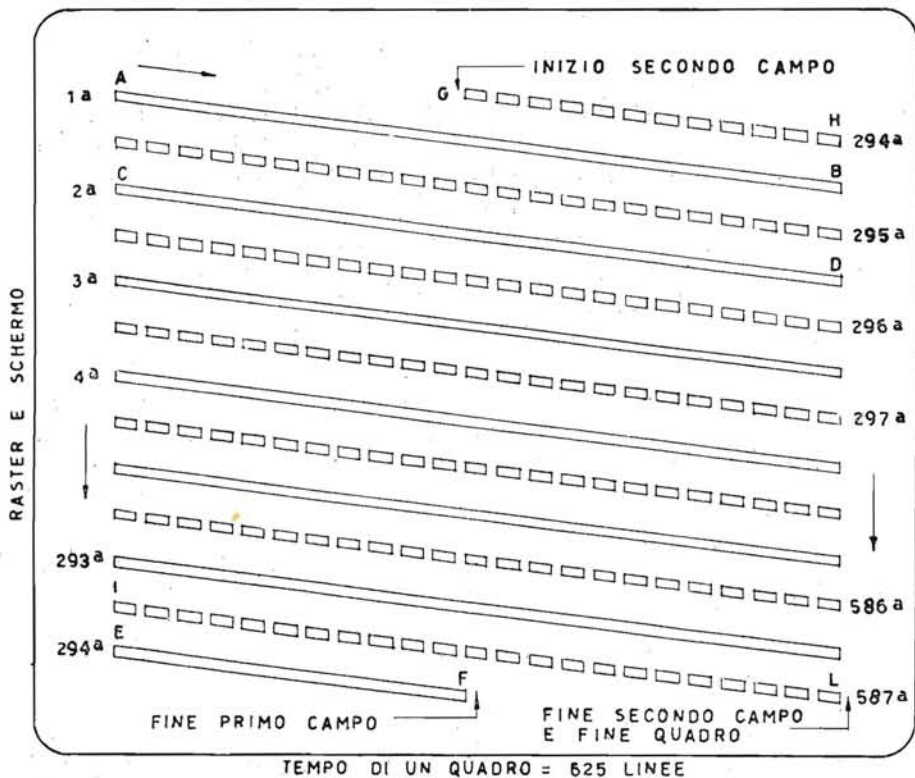 INIZIO SECONDO CAMPO
A
G
H
1a
294a
B
C
2a
295a
D
3a
296a
4a
297a
RASTER E SCHERMO
293a
I
586a
E
294a
F
L
587a
FINE PRIMO CAMPO
FINE SECONDO CAMPO
E FINE QUADRO
TEMPO DI UN QUADRO = 625 LINEE